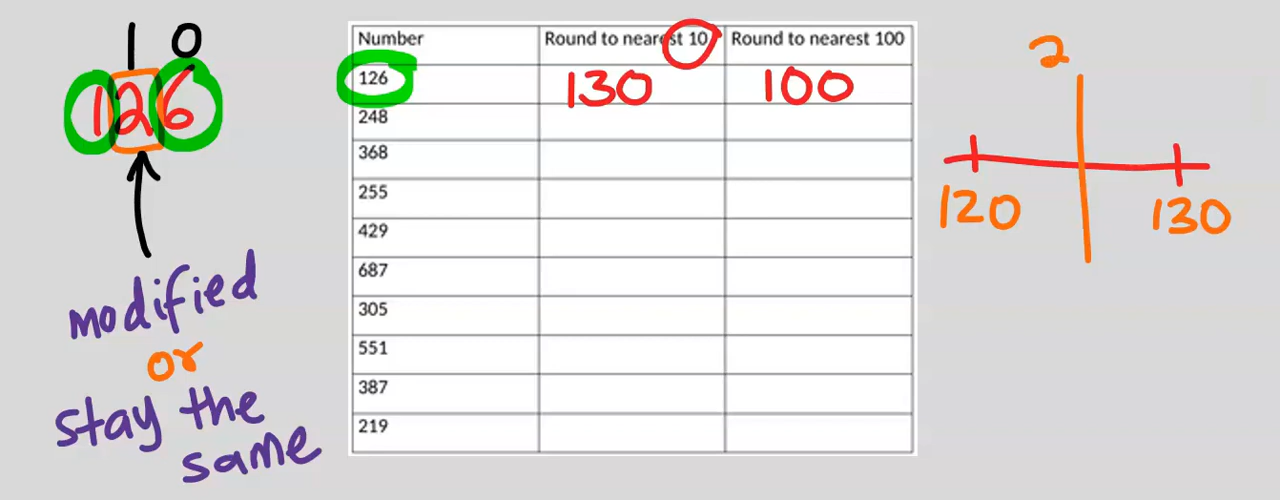 1 0
126
modified
or
stay the
same
Number Round to nearest 10 Round to nearest 100
126 130 100
248
368
255
429
687
305
551
387
219
2
120 130